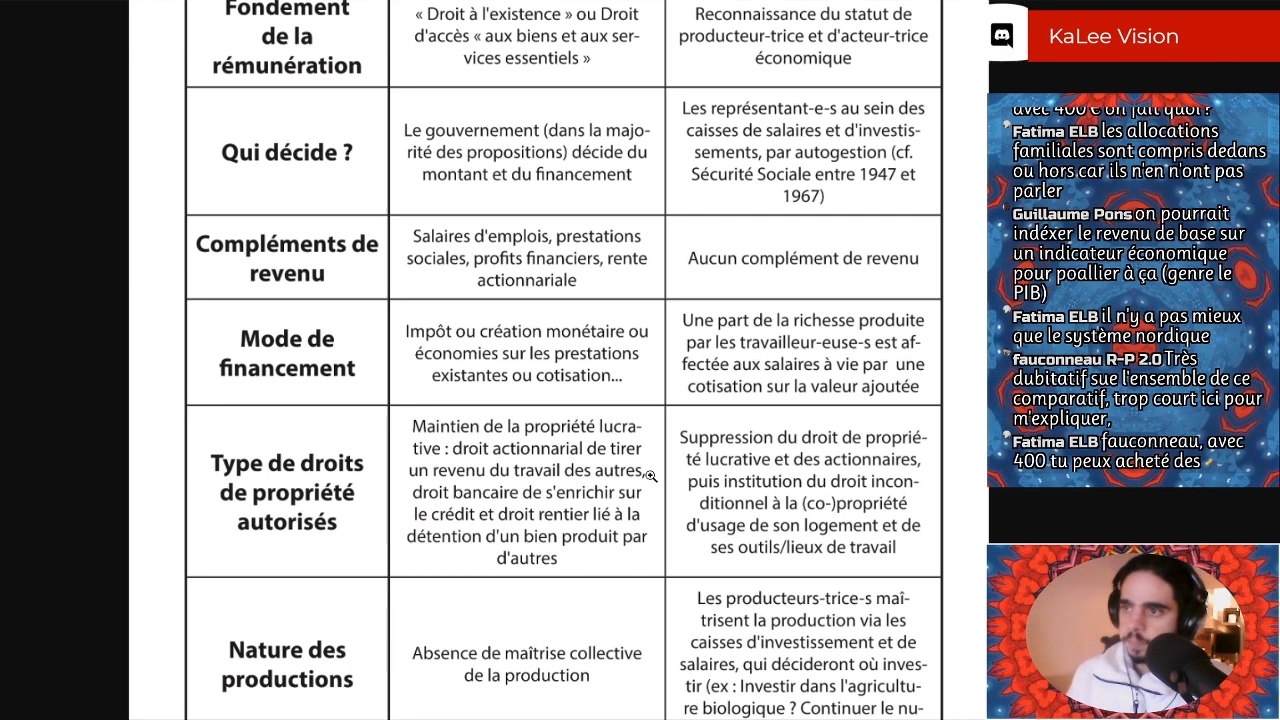 Fondement
de la
rémunération
« Droit à l'existence » ou Droit
d'accès « aux biens et aux ser-
vices essentiels »
Reconnaissance du statut de
producteur-trice et d'acteur-trice
économique
Qui décide ?
Le gouvernement (dans la majo-
rité des propositions) décide du
montant et du financement
Les représentant-e-s au sein des
caisses de salaires et d'investis-
sements, par autogestion (cf.
Sécurité Sociale entre 1947 et
1967)
Compléments de
revenu
Salaires d'emplois, prestations
sociales, profits financiers, rente
actionnariale
Aucun complément de revenu
Mode de
financement
Impôt ou création monétaire ou
économies sur les prestations
existantes ou cotisation...
Une part de la richesse produite
par les travailleur-euse-s est af-
fectée aux salaires à vie par une
cotisation sur la valeur ajoutée
Type de droits
de propriété
autorisés
Maintien de la propriété lucra-
tive : droit actionnarial de tirer
un revenu du travail des autres,
droit bancaire de s'enrichir sur
le crédit et droit rentier lié à la
détention d'un bien produit par
d'autres
Suppression du droit de proprié-
té lucrative et des actionnaires,
puis institution du droit incon-
ditionnel à la (co-)propriété
d'usage de son logement et de
ses outils/lieux de travail
Nature des
productions
Absence de maîtrise collective
de la production
Les producteurs-trice-s maî-
trisent la production via les
caisses d'investissement et de
salaires, qui décideront où inves-
tir (ex : Investir dans l'agricultu-
re biologique ? Continuer le nu-
KaLee Vision
avec 400 € on fait quoi ?
Fatima ELB les allocations
familiales sont compris dedans
ou hors car ils n'en n'ont pas
parler
Guillaume Pons on pourrait
indéxer le revenu de base sur
un indicateur économique
pour poallier à ça (genre le
PIB)
Fatima ELB il n'y a pas mieux
que le système nordique
fauconneau R-P 2.0 Très
dubitatif sue l'ensemble de ce
comparatif, trop court ici pour
m'expliquer,
Fatima ELB fauconneau, avec
400 tu peux acheté des